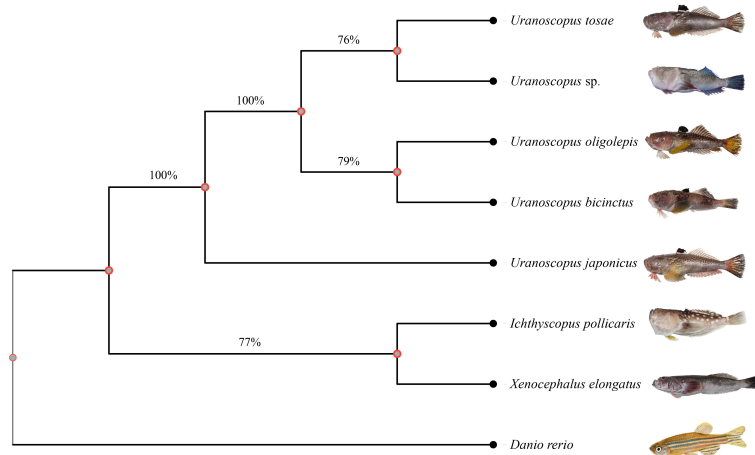 76%
Uranoscopus tosae
Uranoscopus sp.
100%
79%
Uranoscopus oligolepis
Uranoscopus bicinctus
100%
Uranoscopus japonicus
77%
Ichthyscopus pollicaris
Xenocephalus elongatus
Danio rerio